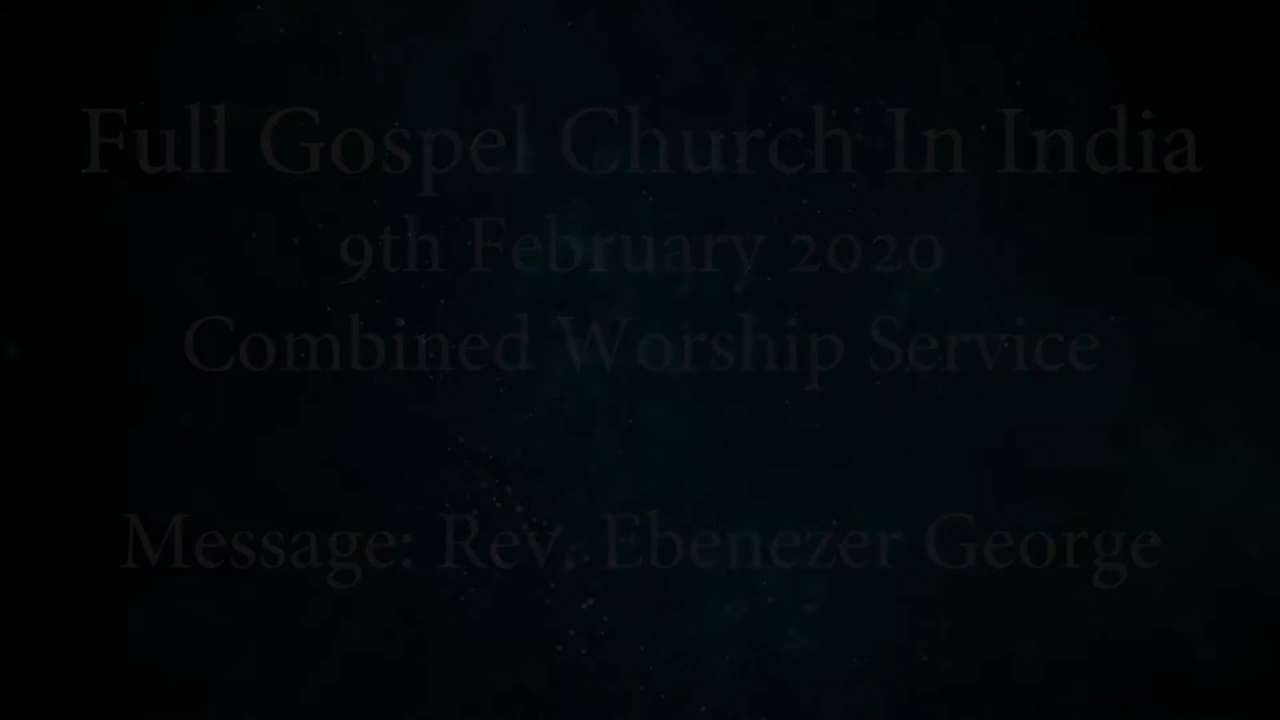 Full Gospel Church In India
9th February 2020
Combined Worship Service
Message: Rev. Ebenezer George